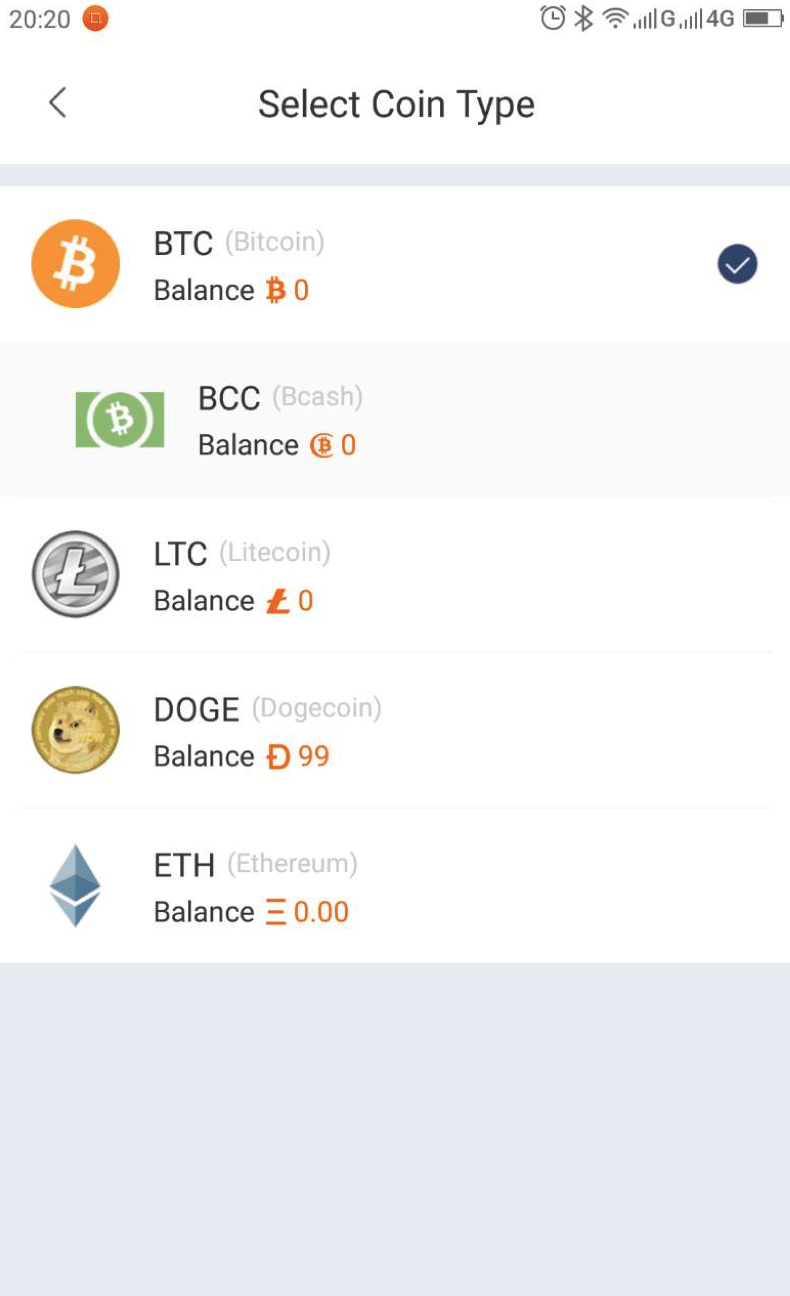 20:20 G 4G
Select Coin Type
BTC (Bitcoin)
Balance ₿ 0
BCC (Bcash)
Balance ₿ 0
LTC (Litecoin)
Balance Ł 0
DOGE (Dogecoin)
Balance Ð 99
ETH (Ethereum)
Balance Ξ 0.00